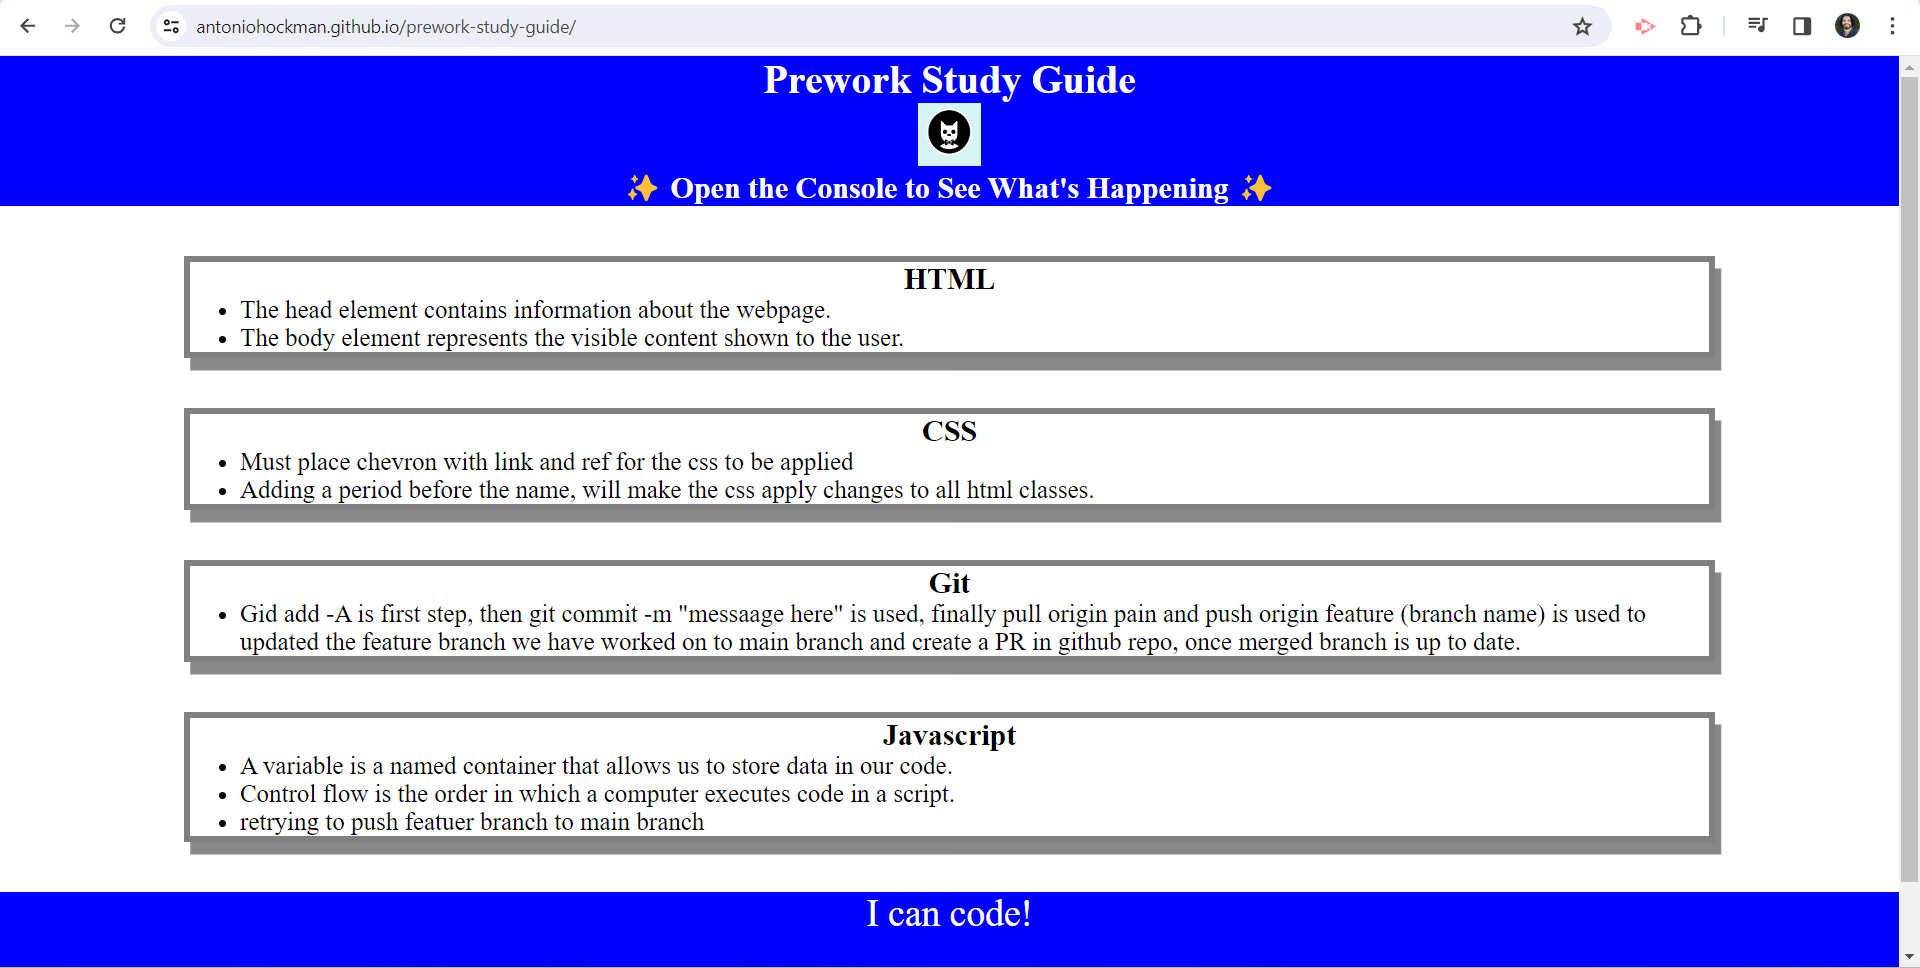 antoniohockman.github.io/prework-study-guide/
Prework Study Guide
✨ Open the Console to See What's Happening ✨
HTML
• The head element contains information about the webpage.
• The body element represents the visible content shown to the user.
CSS
• Must place chevron with link and ref for the css to be applied
• Adding a period before the name, will make the css apply changes to all html classes.
Git
• Gid add -A is first step, then git commit -m "messaage here" is used, finally pull origin pain and push origin feature (branch name) is used to
updated the feature branch we have worked on to main branch and create a PR in github repo, once merged branch is up to date.
Javascript
• A variable is a named container that allows us to store data in our code.
• Control flow is the order in which a computer executes code in a script.
• retrying to push featuer branch to main branch
I can code!